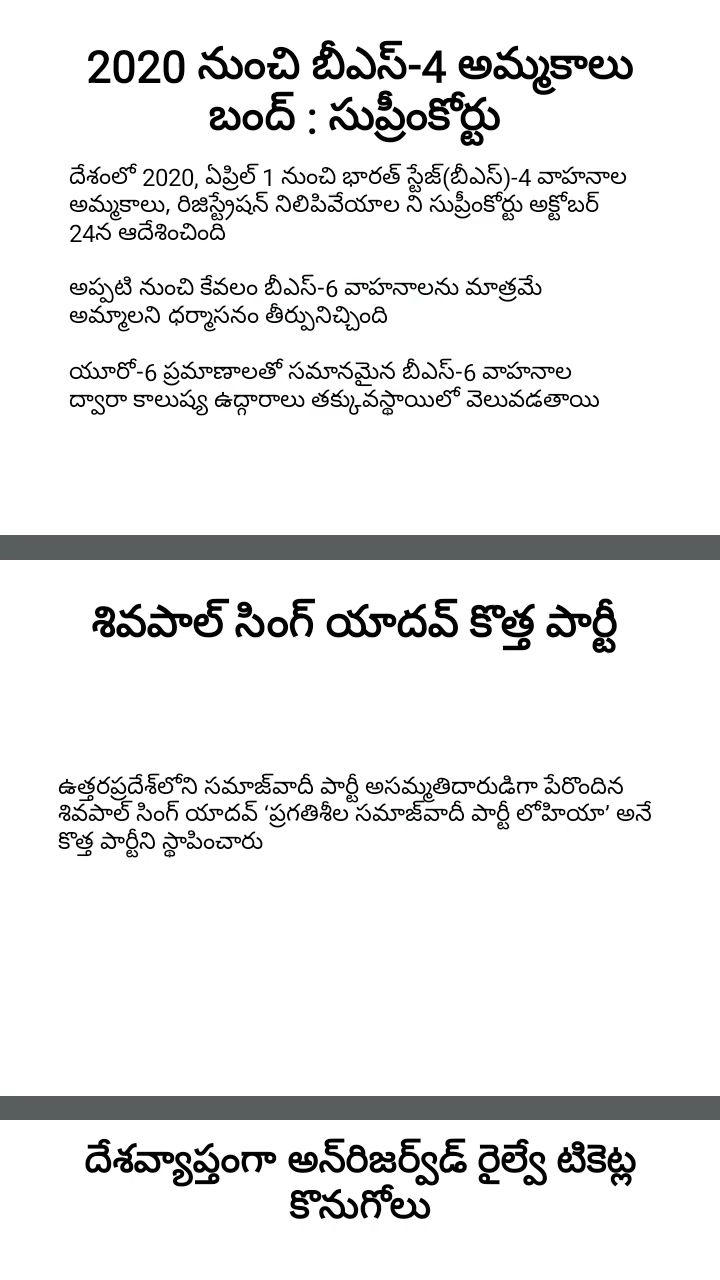 2020 నుంచి బీఎస్-4 అమ్మకాలు
బంద్ : సుప్రీంకోర్టు
దేశంలో 2020, ఏప్రిల్ 1 నుంచి భారత్ స్టేజ్(బీఎస్)-4 వాహనాల
అమ్మకాలు, రిజిస్ట్రేషన్ నిలిపివేయాల ని సుప్రీంకోర్టు అక్టోబర్
24న ఆదేశించింది
అప్పటి నుంచి కేవలం బీఎస్-6 వాహనాలను మాత్రమే
అమ్మాలని ధర్మాసనం తీర్పునిచ్చింది
యూరో-6 ప్రమాణాలతో సమానమైన బీఎస్-6 వాహనాల
ద్వారా కాలుష్య ఉద్గారాలు తక్కువస్థాయిలో వెలువడతాయి
శివపాల్ సింగ్ యాదవ్ కొత్త పార్టీ
ఉత్తరప్రదేశ్‌లోని సమాజ్‌వాదీ పార్టీ అసమ్మతిదారుడిగా పేరొందిన
శివపాల్ సింగ్ యాదవ్ ‘ప్రగతిశీల సమాజ్‌వాదీ పార్టీ లోహియా’ అనే
కొత్త పార్టీని స్థాపించారు
దేశవ్యాప్తంగా అన్‌రిజర్వ్‌డ్ రైల్వే టికెట్ల
కొనుగోలు